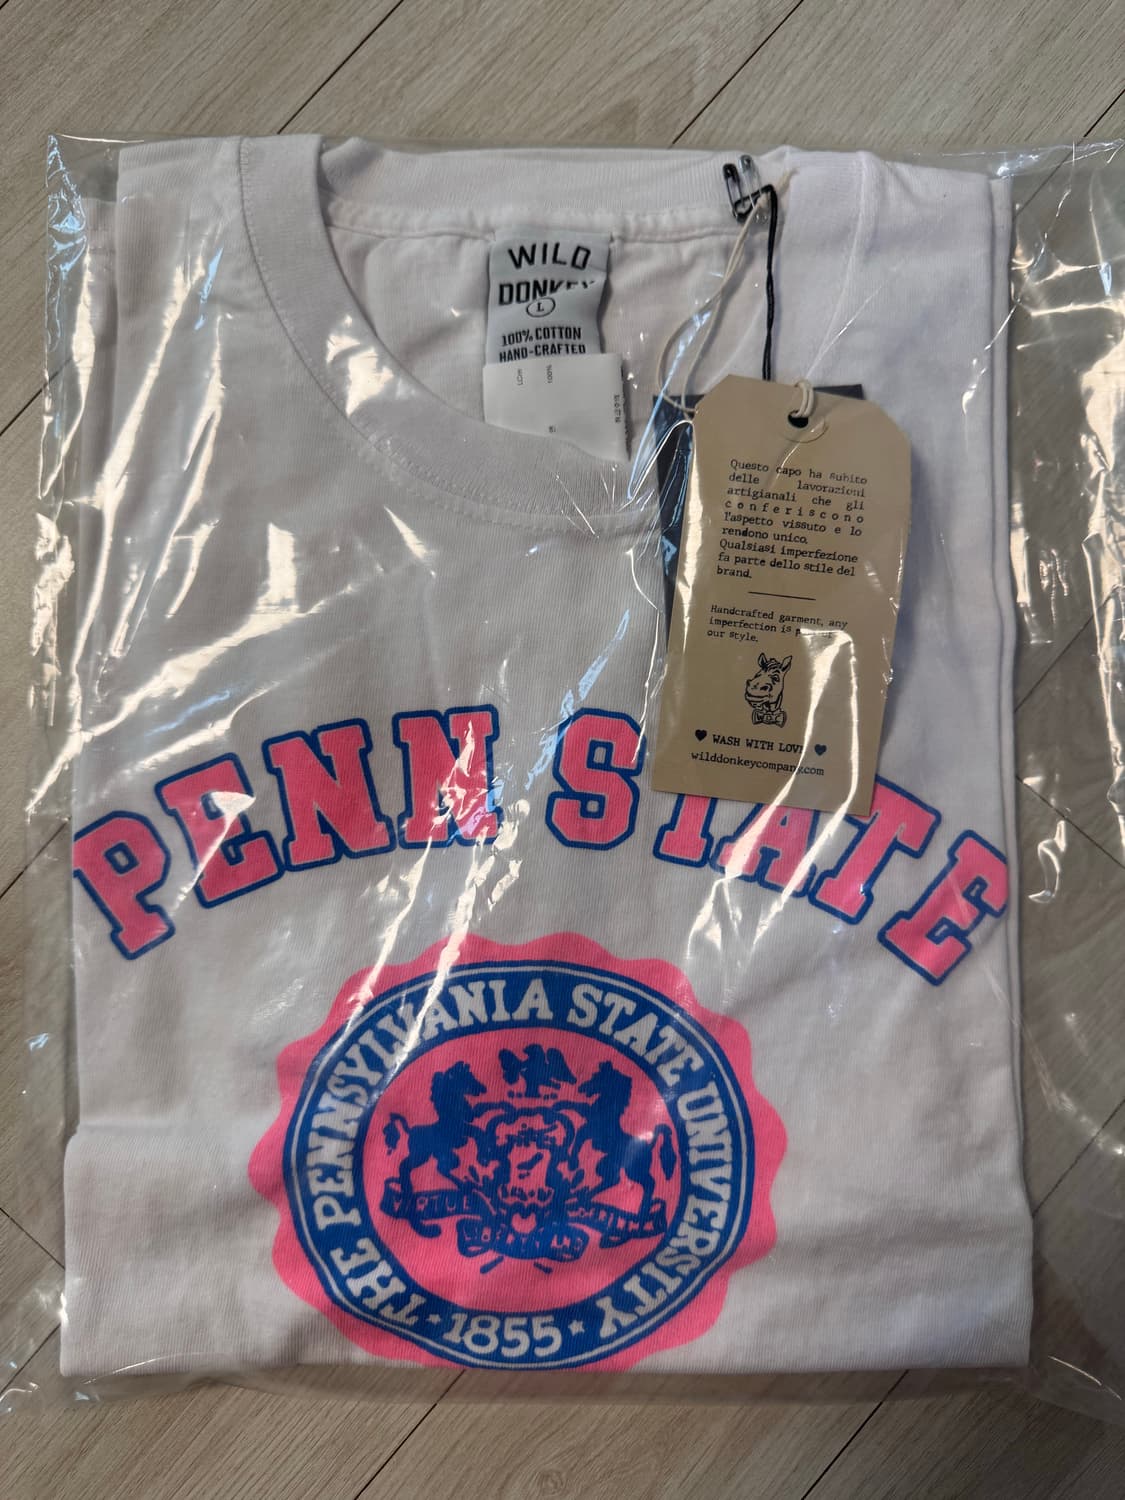 WILD
DONKEY
L
100% COTTON
HAND-CRAFTED
100%
Questo capo ha subito
delle lavorazioni
artigianali che gli
conferiscono
l'aspetto vissuto e lo
rendono unico.
Qualsiasi imperfezione
fa parte dello stile del
brand.
Handcrafted garment, any
imperfection is
our style.
W.D.C.
WASH WITH LOVE
wilddonkeycompany.com
PENN STATE
THE PENNSYLVANIA STATE UNIVERSITY
1855
VIRTUE